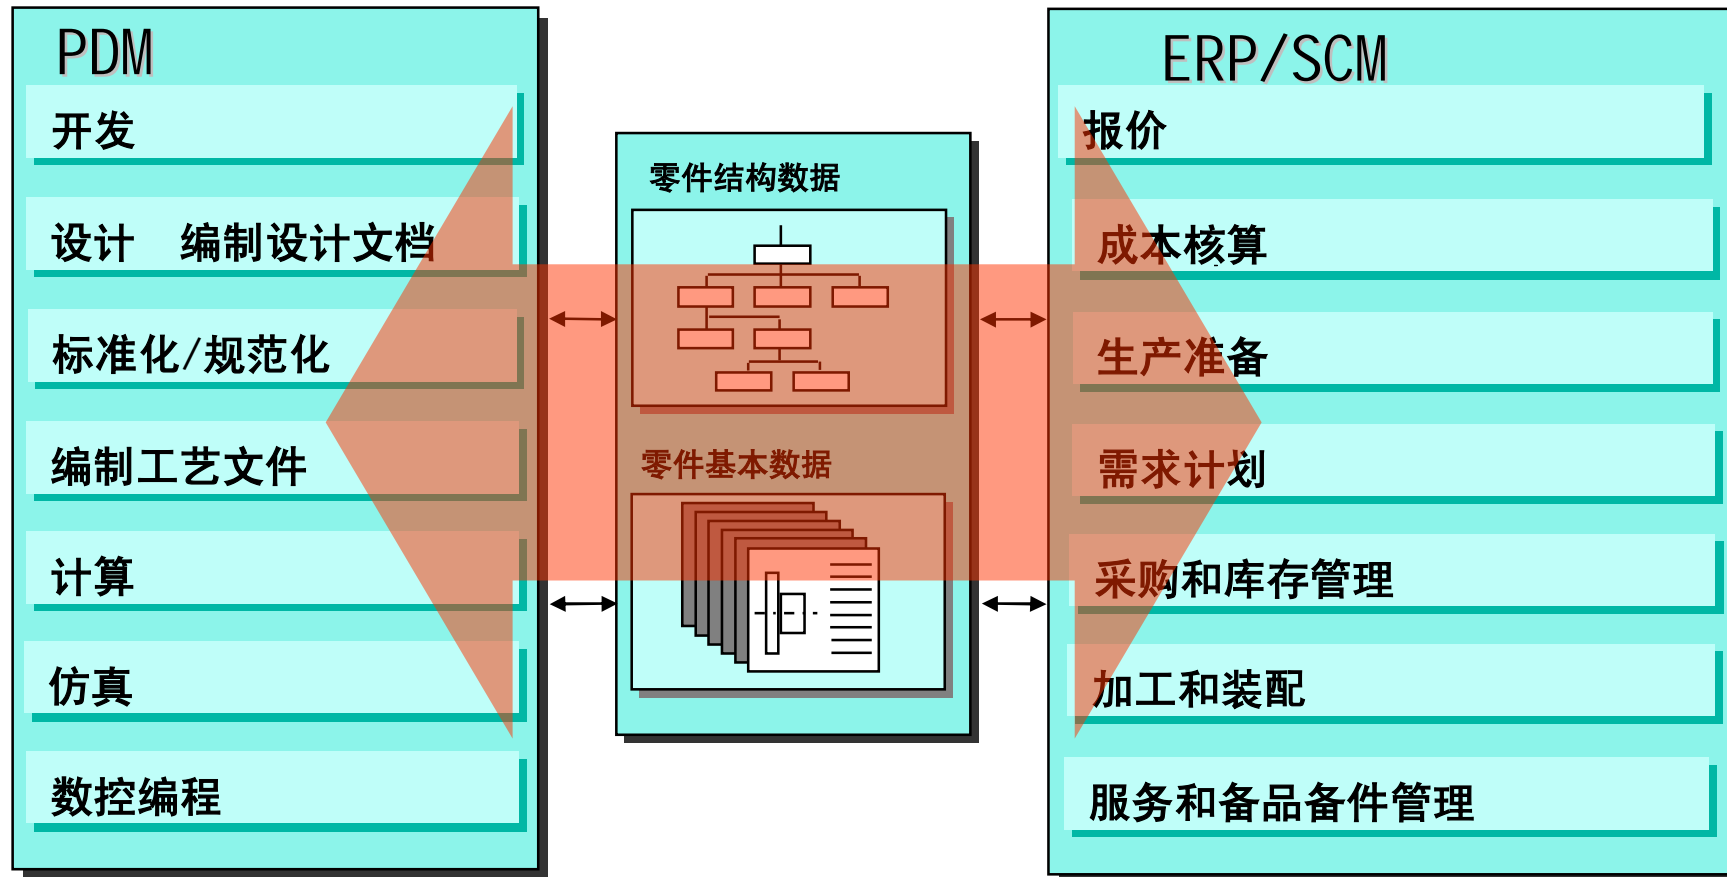 PDM
开发
设计　编制设计文档
标准化/规范化
编制工艺文件
计算
仿真
数控编程
零件结构数据
零件基本数据
ERP/SCM
报价
成本核算
生产准备
需求计划
采购和库存管理
加工和装配
服务和备品备件管理